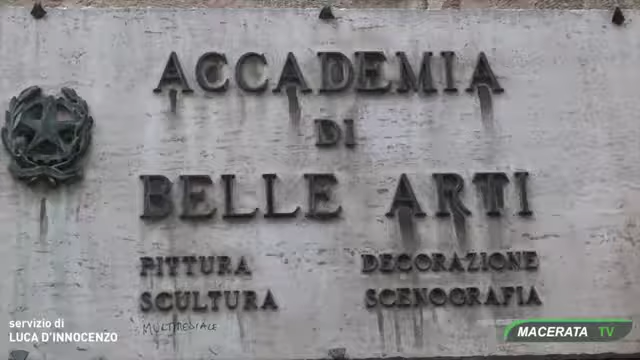 ACCADEMIA
DI
BELLE ARTI
PITTURA DECORAZIONE
SCULTURA SCENOGRAFIA
MULTIMEDIALE
servizio di
LUCA D'INNOCENZO
MACERATA TV